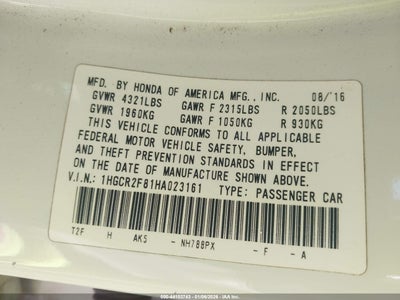 MFD. BY HONDA OF AMERICA MFG., INC. 08/'16
GVWR 4321LBS GAWR F 2315LBS R 2050LBS
GVWR 1960KG GAWR F 1050KG R 930KG
THIS VEHICLE CONFORMS TO ALL APPLICABLE
FEDERAL MOTOR VEHICLE SAFETY, BUMPER,
AND THEFT PREVENTION STANDARDS IN EFFECT
ON THE DATE OF MANUFACTURE SHOWN ABOVE.
V.I.N.: 1HGCR2F81HA023161 TYPE: PASSENGER CAR
T2F H AK5 - NH788PX - F - A